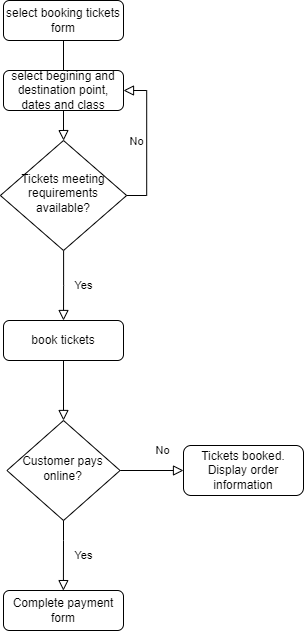 select booking tickets
form
select begining and
destination point,
dates and class
No
Tickets meeting
requirements
available?
Yes
book tickets
Customer pays
online?
No
Tickets booked.
Display order
information
Yes
Complete payment
form